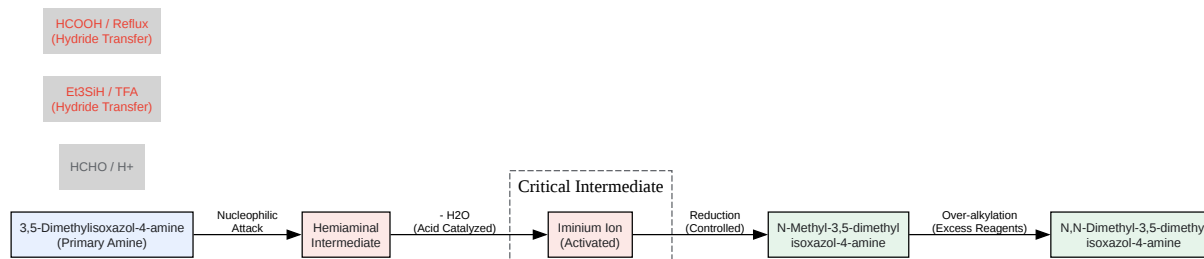 HCOOH / Reflux
(Hydride Transfer)
Et3SiH / TFA
(Hydride Transfer)
HCHO / H+
Critical Intermediate
3,5-Dimethylisoxazol-4-amine
(Primary Amine)
Nucleophilic
Attack
Hemiaminal
Intermediate
- H2O
(Acid Catalyzed)
Iminium Ion
(Activated)
Reduction
(Controlled)
N-Methyl-3,5-dimethyl
isoxazol-4-amine
Over-alkylation
(Excess Reagents)
N,N-Dimethyl-3,5-dimethy
isoxazol-4-amine